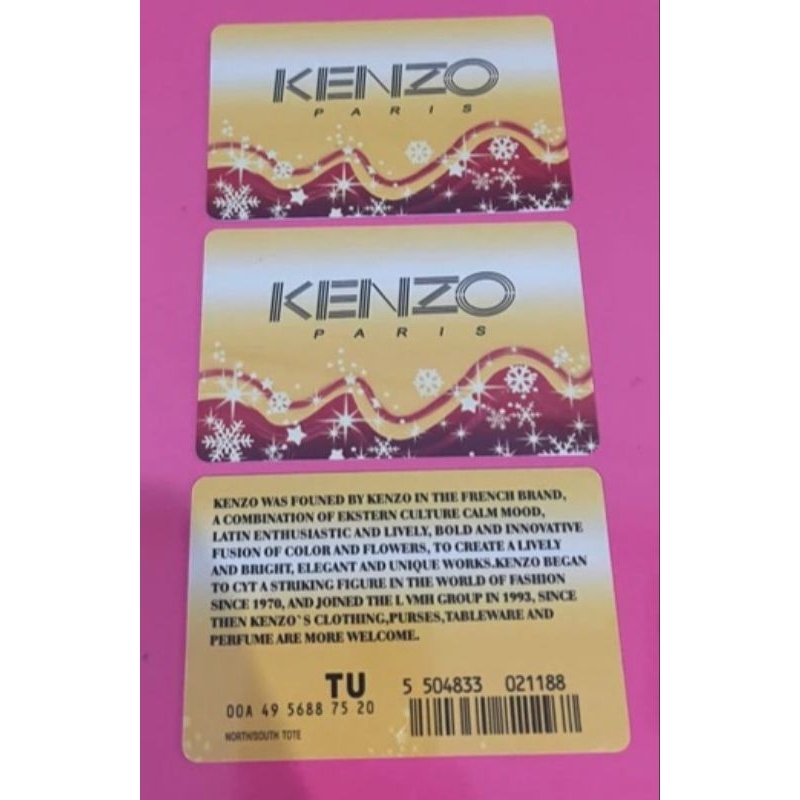 KENZO
PARIS
KENZO
PARIS
KENZO WAS FOUNED BY KENZO IN THE FRENCH BRAND,
A COMBINATION OF EKSTERN CULTURE CALM MOOD,
LATIN ENTHUSIASTIC AND LIVELY, BOLD AND INNOVATIVE
FUSION OF COLOR AND FLOWERS, TO CREATE A LIVELY
AND BRIGHT, ELEGANT AND UNIQUE WORKS.KENZO BEGAN
TO CYT A STRIKING FIGURE IN THE WORLD OF FASHION
SINCE 1970, AND JOINED THE L VMH GROUP IN 1993, SINCE
THEN KENZO`S CLOTHING,PURSES,TABLEWARE AND
PERFUME ARE MORE WELCOME.
TU
5 504833 021188
00A 49 5688 75 20
NORTH/SOUTH TOTE